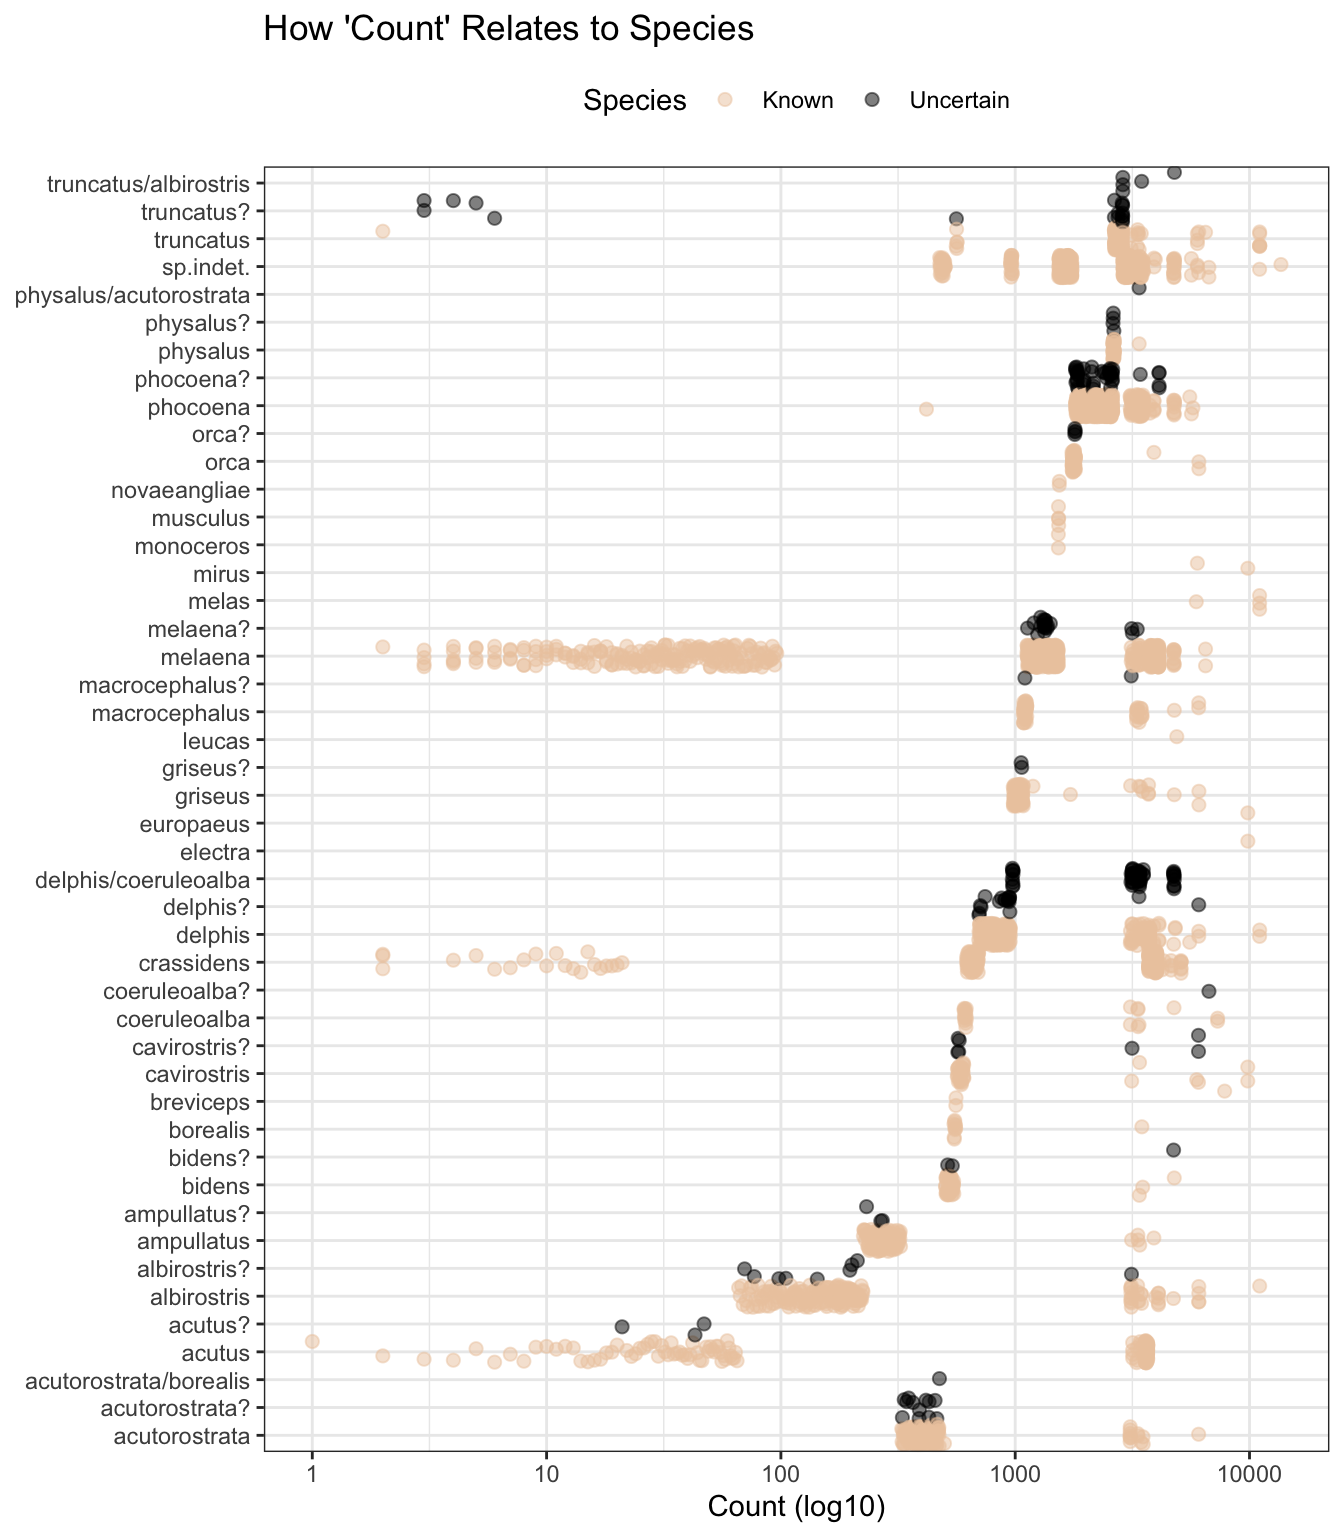 How 'Count' Relates to Species
Species Known Uncertain
truncatus/albirostris
truncatus?
truncatus
sp.indet.
physalus/acutorostrata
physalus?
physalus
phocoena?
phocoena
orca?
orca
novaeangliae
musculus
monoceros
mirus
melas
melaena?
melaena
macrocephalus?
macrocephalus
leucas
griseus?
griseus
europaeus
electra
delphis/coeruleoalba
delphis?
delphis
crassidens
coeruleoalba?
coeruleoalba
cavirostris?
cavirostris
breviceps
borealis
bidens?
bidens
ampullatus?
ampullatus
albirostris?
albirostris
acutus?
acutus
acutorostrata/borealis
acutorostrata?
acutorostrata
1 10 100 1000 10000
Count (log10)